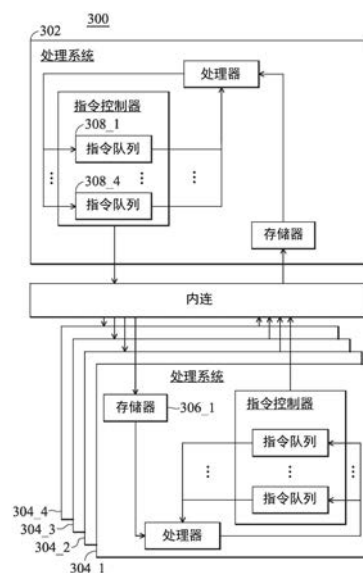 300
302
处理系统
处理器
指令控制器
308_1
指令队列
308_4
指令队列
存储器
内连
处理系统
存储器
306_1
指令控制器
指令队列
指令队列
处理器
304_4
304_3
304_2
304_1